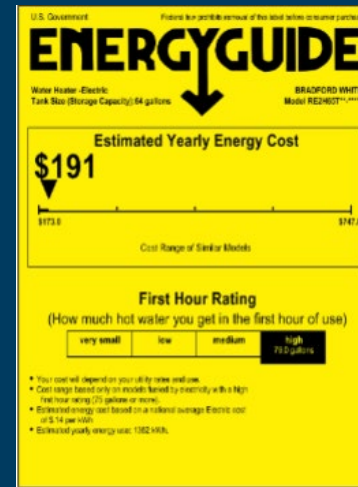 U.S. Government Federal law prohibits removal of this label before consumer purchase
ENERGYGUIDE
Water Heater -Electric
Tank Size (Storage Capacity): 64 gallons
BRADFORD WHIT
Model RE2H65T
Estimated Yearly Energy Cost
$191
$173.0
$747.
Cost Range of Similar Models
First Hour Rating
(How much hot water you get in the first hour of use)
very small low medium high
78.0 gallons
• Your cost will depend on your utility rates and use.
• Cost range based only on models fueled by electricity with a high
first hour rating (75 gallons or more).
• Estimated energy cost based on a national average Electric cost
of $.14 per kWh
• Estimated yearly energy use: 1362 kWh.